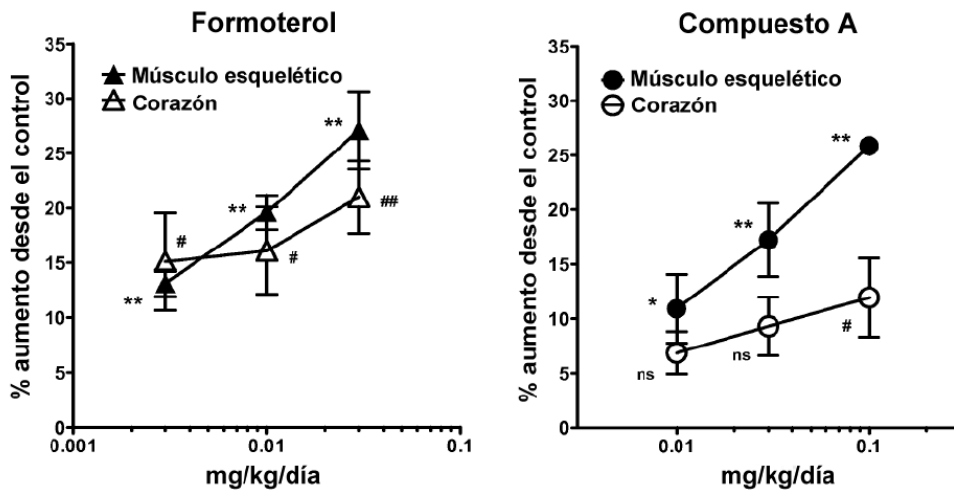 Formoterol
% aumento desde el control
35
30
25
20
15
10
5
0
Músculo esquelético
Corazón
**
**
**
#
#
##
0.001
0.01
0.1
mg/kg/día
Compuesto A
% aumento desde el control
35
30
25
20
15
10
5
0
Músculo esquelético
Corazón
*
**
**
ns
ns
#
0.01
0.1
mg/kg/día